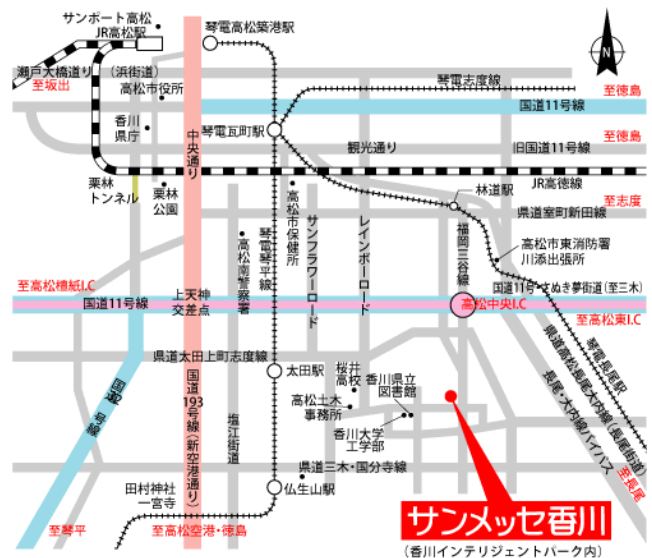 サンポート高松
JR高松駅
琴電高松築港駅
瀬戸大橋通り
(浜街道)
至坂出
高松市役所
琴電志度線
至徳島
国道11号線
香川
県庁
中央通り
琴電瓦町駅
観光通り
旧国道11号線
至徳島
栗林
トンネル
栗林
公園
JR高徳線
林道駅
至志度
県道室町新田線
高松市保健所
サンフラワーロード
レインボーロード
福岡三谷線
高松南警察署
琴電琴平線
高松市東消防署
川添出張所
至高松檀紙I.C
国道11号線
上天神
交差点
国道11号・さぬき夢街道(至三木)
高松中央I.C
至高松東I.C
県道太田上町志度線
太田駅
桜井
高校
香川県立
図書館
高松土木
事務所
香川大学
工学部
琴電長尾駅
県道高松長尾大内線(長尾街道)
長尾・大内線バイパス
至長尾
国道
号線
国道193号線(新空港通り)
塩江街道
県道三木・国分寺線
田村神社
一宮寺
仏生山駅
至琴平
至高松空港・徳島
サンメッセ香川
(香川インテリジェントパーク内)